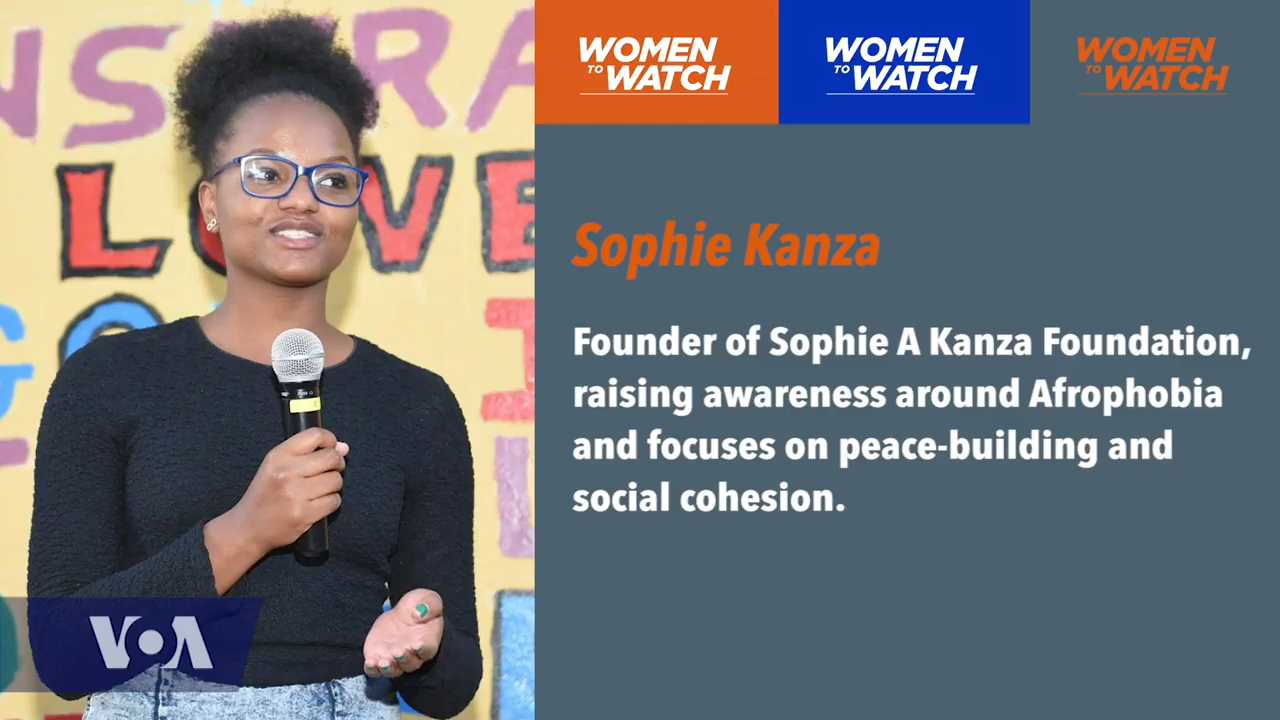 NSPIRA
LOVE
WOMEN
TO WATCH
WOMEN
TO WATCH
WOMEN
TO WATCH
Sophie Kanza
Founder of Sophie A Kanza Foundation,
raising awareness around Afrophobia
and focuses on peace-building and
social cohesion.
VOA